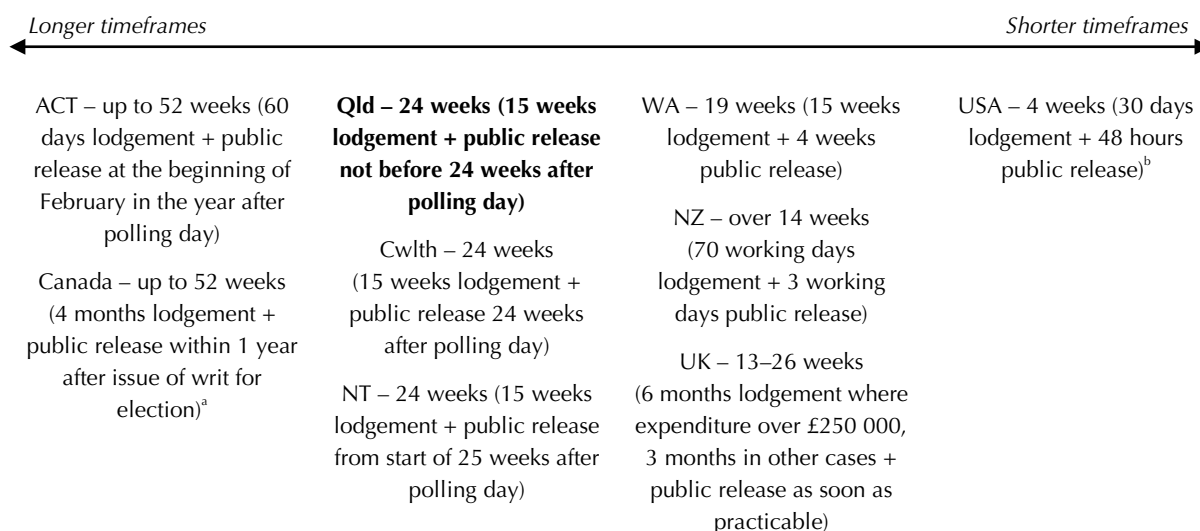 Longer timeframes
Shorter timeframes
ACT – up to 52 weeks (60
days lodgement + public
release at the beginning of
February in the year after
polling day)
Canada – up to 52 weeks
(4 months lodgement +
public release within 1 year
after issue of writ for
election)a
Qld – 24 weeks (15 weeks
lodgement + public release
not before 24 weeks after
polling day)
Cwlth – 24 weeks
(15 weeks lodgement +
public release 24 weeks
after polling day)
NT – 24 weeks (15 weeks
lodgement + public release
from start of 25 weeks after
polling day)
WA – 19 weeks (15 weeks
lodgement + 4 weeks
public release)
NZ – over 14 weeks
(70 working days
lodgement + 3 working
days public release)
UK – 13–26 weeks
(6 months lodgement where
expenditure over £250 000,
3 months in other cases +
public release as soon as
practicable)
USA – 4 weeks (30 days
lodgement + 48 hours
public release)b